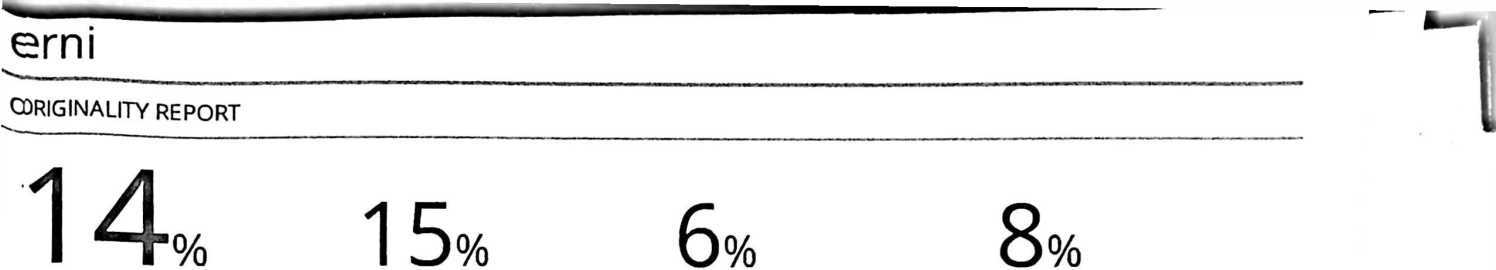 erni
ORIGINALITY REPORT
14% 15% 6% 8%